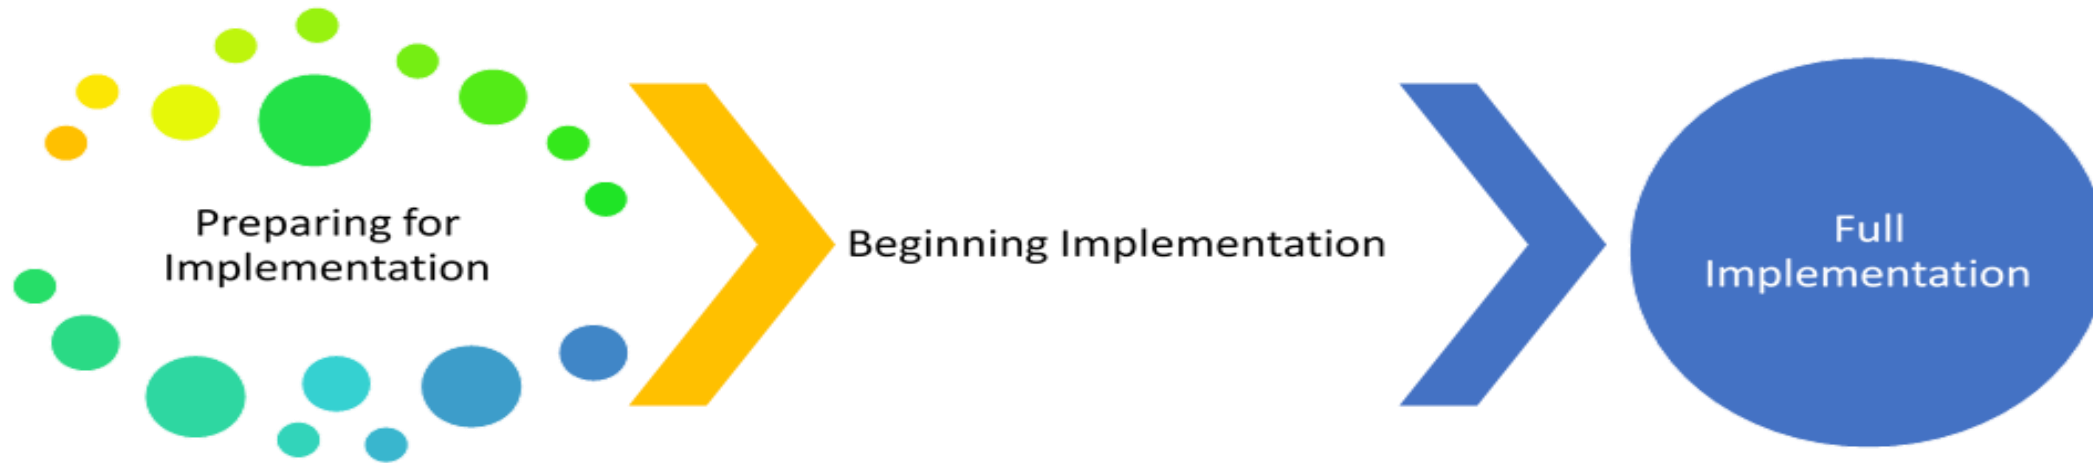 Preparing for
Implementation
Beginning Implementation
Full
Implementation